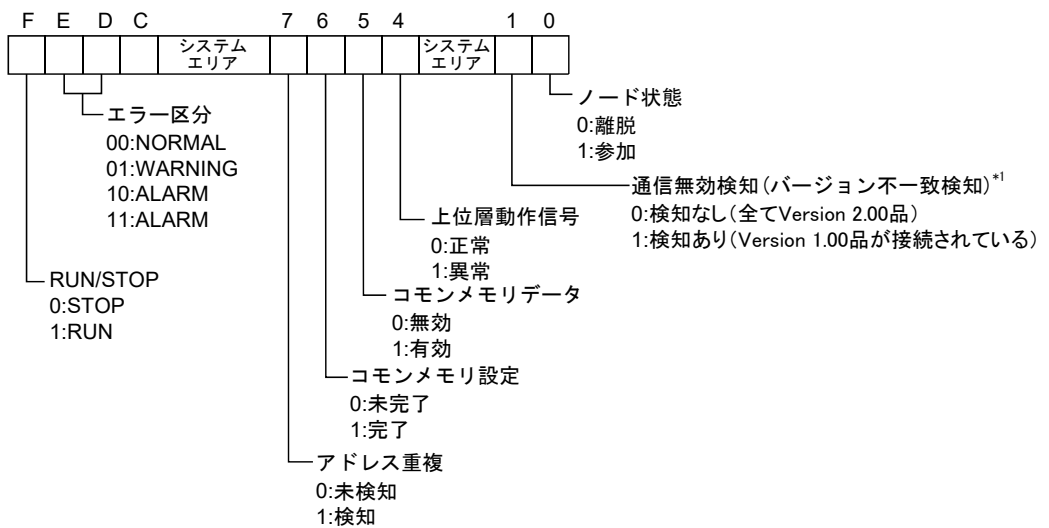 F E D C 7 6 5 4 1 0
システム
エリア
システム
エリア
ノード状態
0:離脱
1:参加
エラー区分
00:NORMAL
01:WARNING
10:ALARM
11:ALARM
通信無効検知(バージョン不一致検知)*1
0:検知なし(全てVersion 2.00品)
1:検知あり(Version 1.00品が接続されている)
上位層動作信号
0:正常
1:異常
RUN/STOP
0:STOP
1:RUN
コモンメモリデータ
0:無効
1:有効
コモンメモリ設定
0:未完了
1:完了
アドレス重複
0:未検知
1:検知